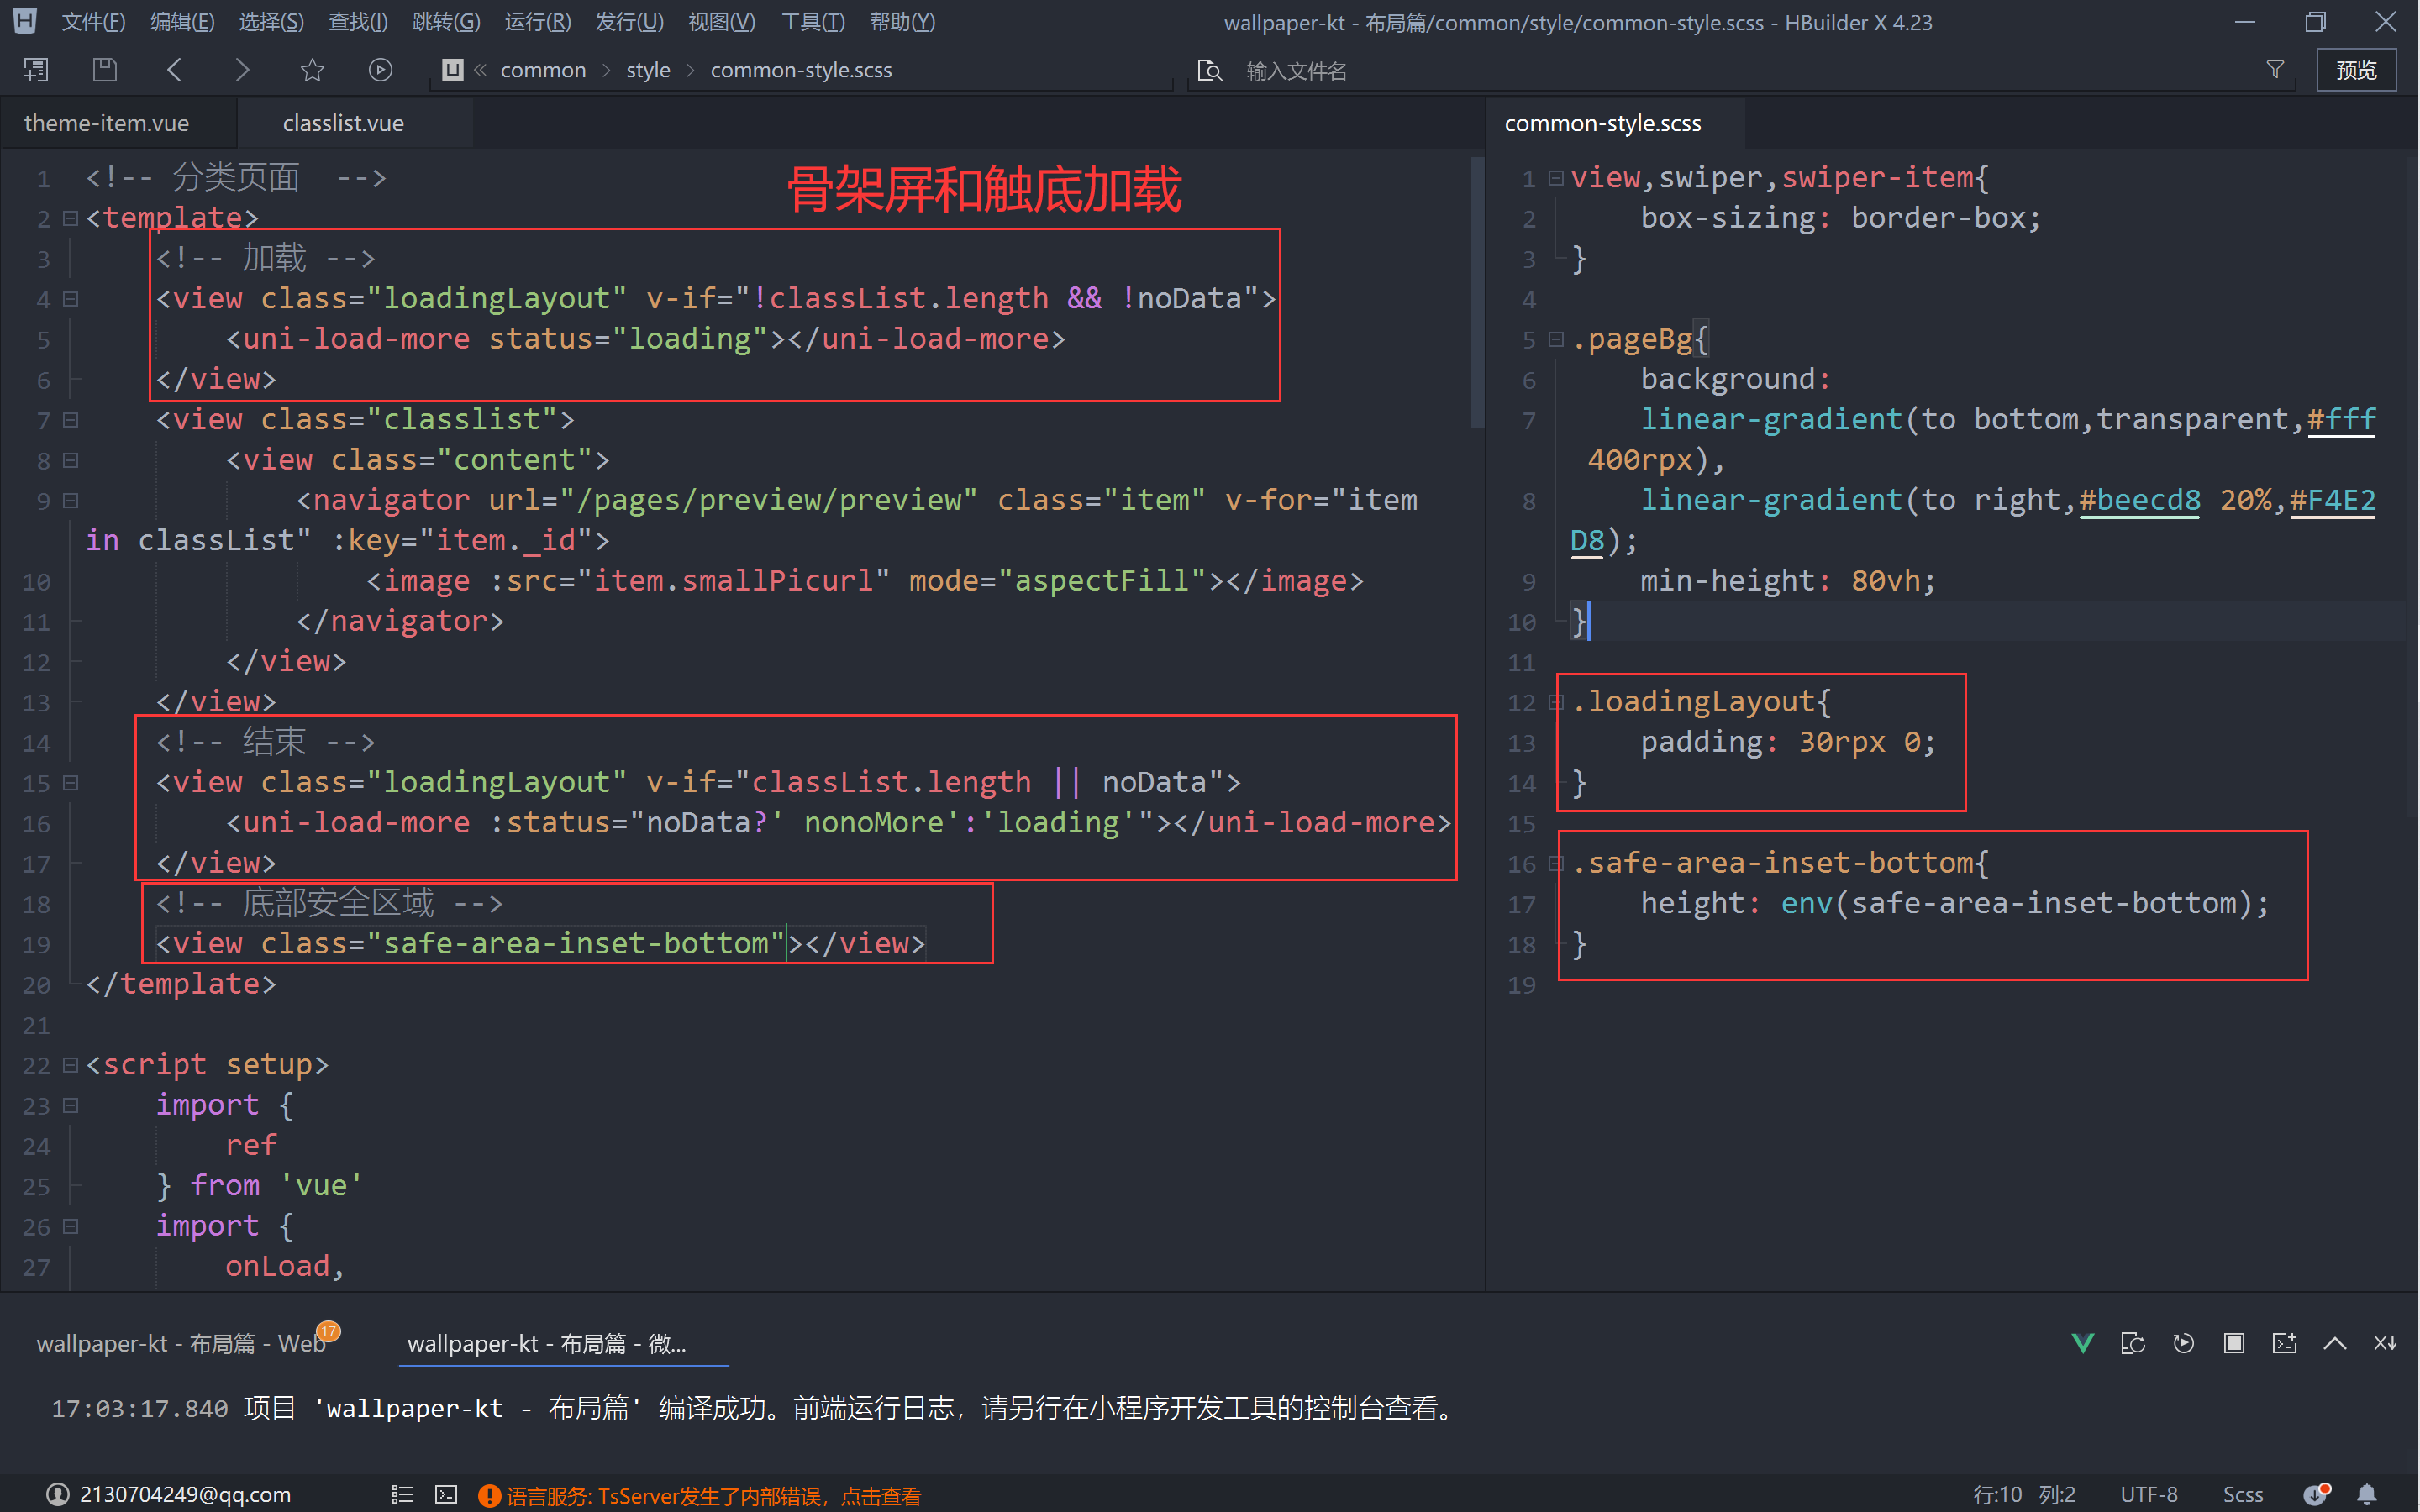 文件(F) 编辑(E) 选择(S) 查找(I) 跳转(G) 运行(R) 发行(U) 视图(V) 工具(T) 帮助(Y) wallpaper-kt - 布局篇/common/style/common-style.scss - HBuilder X 4.23
common style common-style.scss 输入文件名 预览
theme-item.vue classlist.vue
骨架屏和触底加载
1 <!-- 分类页面 -->
2 <template>
3 <!-- 加载 -->
4 <view class="loadingLayout" v-if="!classList.length && !noData">
5 <uni-load-more status="loading"></uni-load-more>
6 </view>
7 <view class="classlist">
8 <view class="content">
9 <navigator url="/pages/preview/preview" class="item" v-for="item
in classList" :key="item._id">
10 <image :src="item.smallPicurl" mode="aspectFill"></image>
11 </navigator>
12 </view>
13 </view>
14 <!-- 结束 -->
15 <view class="loadingLayout" v-if="classList.length || noData">
16 <uni-load-more :status="noData?' nonoMore':'loading'"></uni-load-more>
17 </view>
18 <!-- 底部安全区域 -->
19 <view class="safe-area-inset-bottom"></view>
20 </template>
21
22 <script setup>
23 import {
24 ref
25 } from 'vue'
26 import {
27 onLoad,
common-style.scss
1 view,swiper,swiper-item{
2 box-sizing: border-box;
3 }
4
5 .pageBg{
6 background:
7 linear-gradient(to bottom,transparent,#fff
400rpx),
8 linear-gradient(to right,#beecd8 20%,#F4E2
D8);
9 min-height: 80vh;
10 }
11
12 .loadingLayout{
13 padding: 30rpx 0;
14 }
15
16 .safe-area-inset-bottom{
17 height: env(safe-area-inset-bottom);
18 }
19
wallpaper-kt - 布局篇 - Web 17 wallpaper-kt - 布局篇 - 微...
17:03:17.840 项目 'wallpaper-kt - 布局篇' 编译成功。前端运行日志，请另行在小程序开发工具的控制台查看。
2130704249@qq.com 语言服务: TsServer发生了内部错误，点击查看 行:10 列:2 UTF-8 Scss